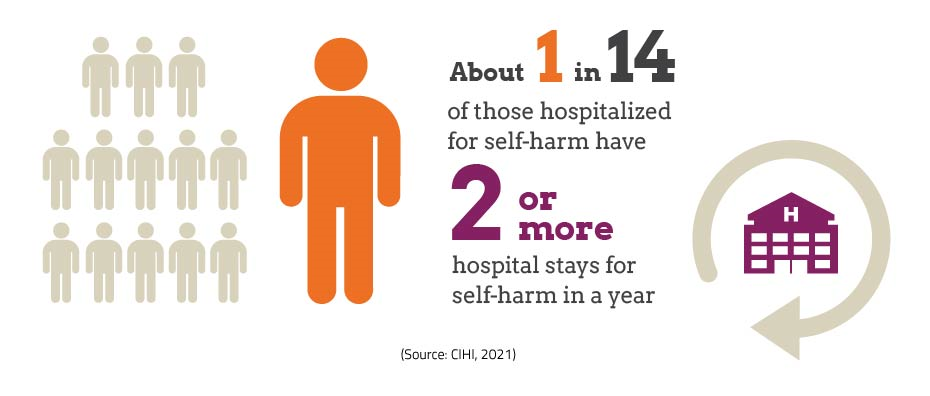 About 1 in 14
of those hospitalized
for self-harm have
2 or
more
hospital stays for
self-harm in a year
H
(Source: CIHI, 2021)